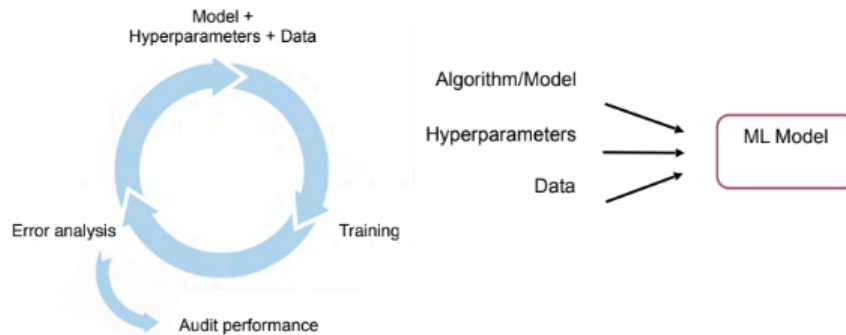 Model +
Hyperparameters + Data
Training
Error analysis
Audit performance
Algorithm/Model
Hyperparameters
Data
ML Model